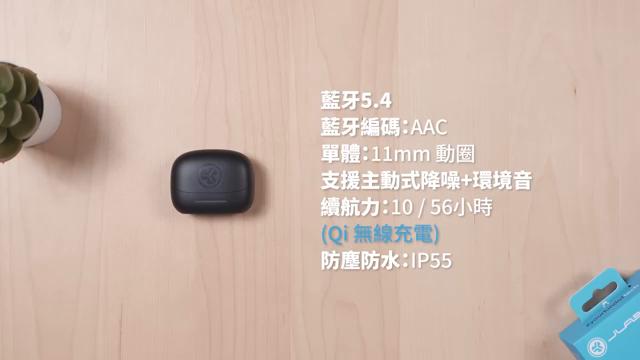 藍牙5.4
藍牙編碼：AAC
單體：11mm 動圈
支援主動式降噪+環境音
續航力：10 / 56小時
(Qi 無線充電)
防塵防水：IP55
JLAB